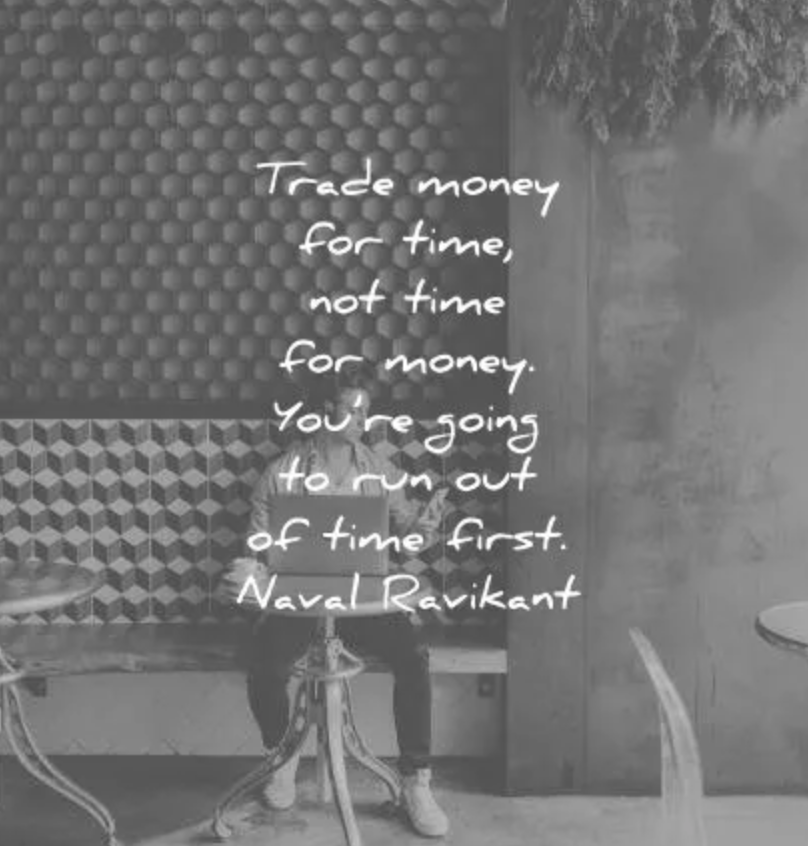 Trade money
for time,
not time
for money.
You're going
to run out
of time first.
Naval Ravikant